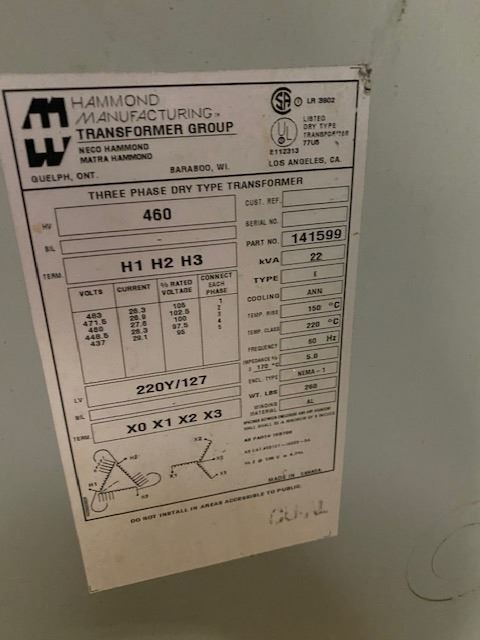 HAMMOND
MANUFACTURING™
TRANSFORMER GROUP
NECO HAMMOND
MATRA HAMMOND
GUELPH, ONT. BARABOO, WI. LOS ANGELES, CA.
LR 3902
LISTED
DRY TYPE
TRANSFORMER
77U5
E112313
THREE PHASE DRY TYPE TRANSFORMER
HV 460
BIL
TERM. H1 H2 H3
VOLTS CURRENT % RATED VOLTAGE CONNECT EACH PHASE
483 26.3 105 1
471.5 26.9 102.5 2
460 27.6 100 3
448.5 28.3 97.5 4
437 29.1 95 5
LV 220Y/127
BIL
TERM. X0 X1 X2 X3
CUST. REF.
SERIAL NO.
PART NO. 141599
kVA 22
TYPE E
COOLING ANN
TEMP. RISE 150 °C
TEMP. CLASS 220 °C
FREQUENCY 60 Hz
IMPEDANCE % 5.0
± 170 °C
ENCL. TYPE NEMA-1
WT. LBS 260
WINDING MATERIAL AL
H1 H2 H3
X2 X1 X0 X3
MADE IN CANADA
DO NOT INSTALL IN AREAS ACCESSIBLE TO PUBLIC.